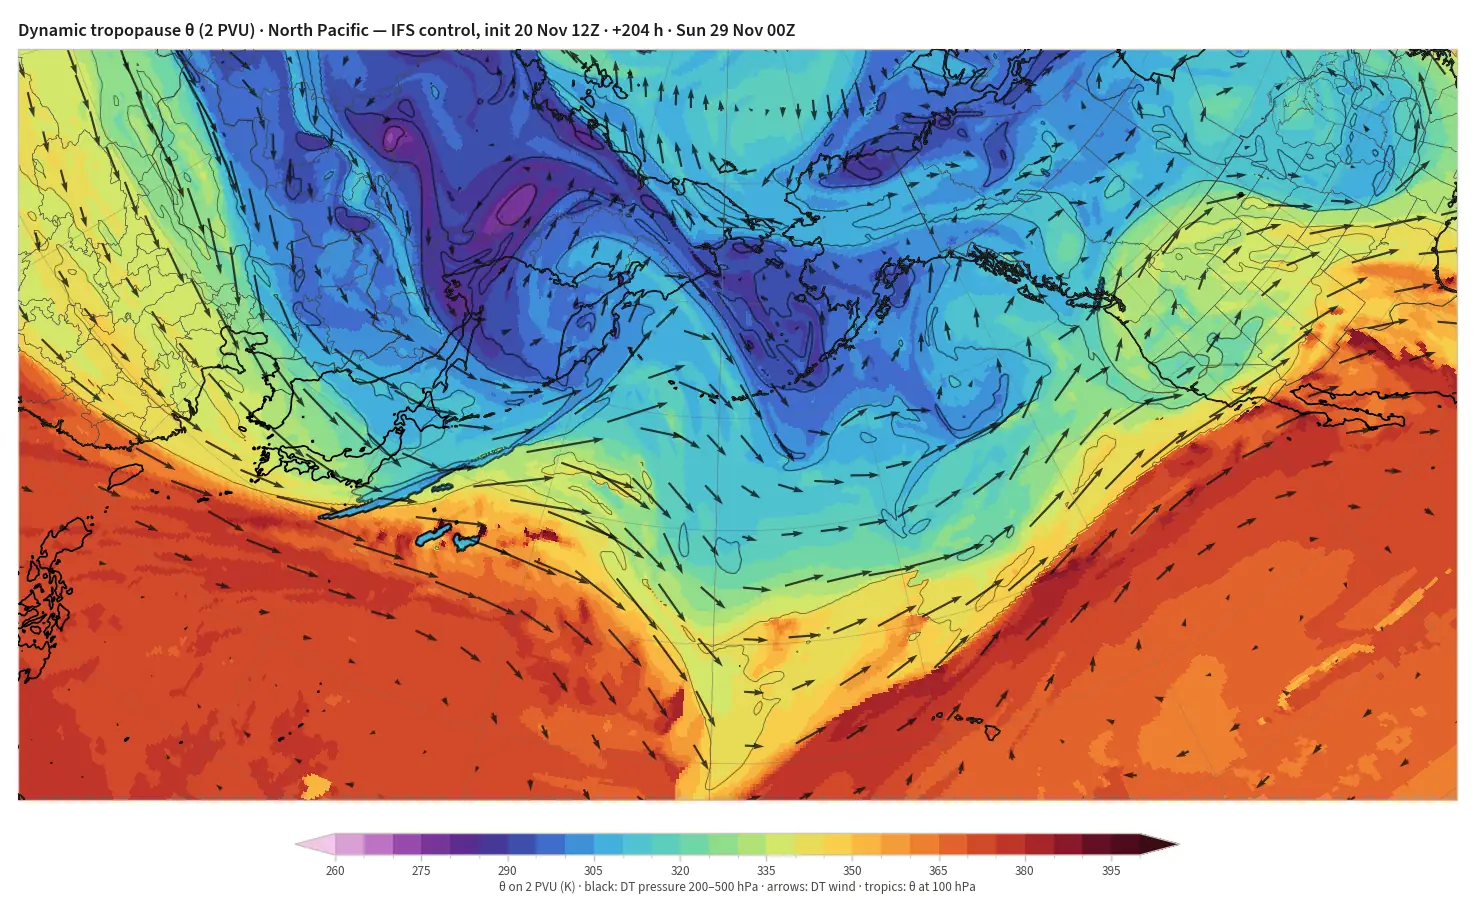 Dynamic tropopause θ (2 PVU) · North Pacific — IFS control, init 20 Nov 12Z · +204 h · Sun 29 Nov 00Z
260 275 290 305 320 335 350 365 380 395
θ on 2 PVU (K) · black: DT pressure 200–500 hPa · arrows: DT wind · tropics: θ at 100 hPa